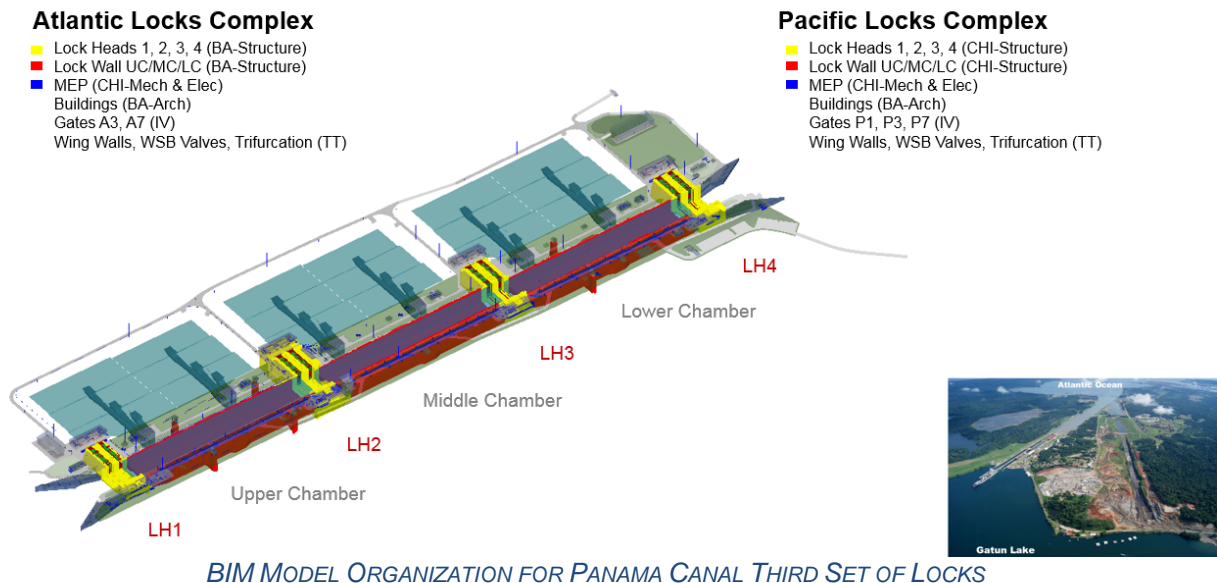 Atlantic Locks Complex
Lock Heads 1, 2, 3, 4 (BA-Structure)
Lock Wall UC/MC/LC (BA-Structure)
MEP (CHI-Mech & Elec)
Buildings (BA-Arch)
Gates A3, A7 (IV)
Wing Walls, WSB Valves, Trifurcation (TT)
Pacific Locks Complex
Lock Heads 1, 2, 3, 4 (CHI-Structure)
Lock Wall UC/MC/LC (CHI-Structure)
MEP (CHI-Mech & Elec)
Buildings (BA-Arch)
Gates P1, P3, P7 (IV)
Wing Walls, WSB Valves, Trifurcation (TT)
LH4
Lower Chamber
LH3
Middle Chamber
LH2
Upper Chamber
LH1
Atlantic Ocean
Gatun Lake
BIM MODEL ORGANIZATION FOR PANAMA CANAL THIRD SET OF LOCKS